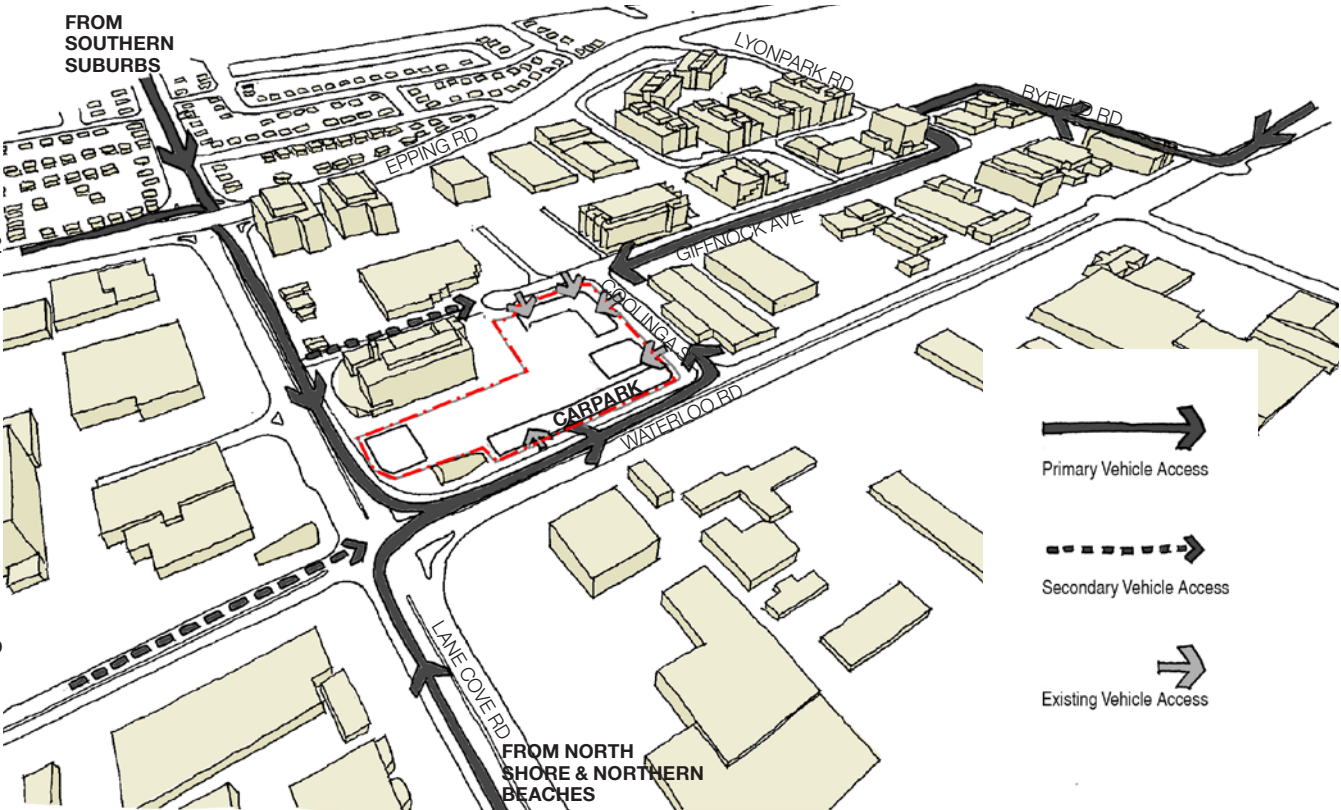 FROM
SOUTHERN
SUBURBS
LYONPARK RD
BYFIELD RD
EPPING RD
GIFFNOCK AVE
COOLINGA S
CARPARK
WATERLOO RD
Primary Vehicle Access
Secondary Vehicle Access
LANE COVE RD
Existing Vehicle Access
FROM NORTH
SHORE & NORTHERN
BEACHES